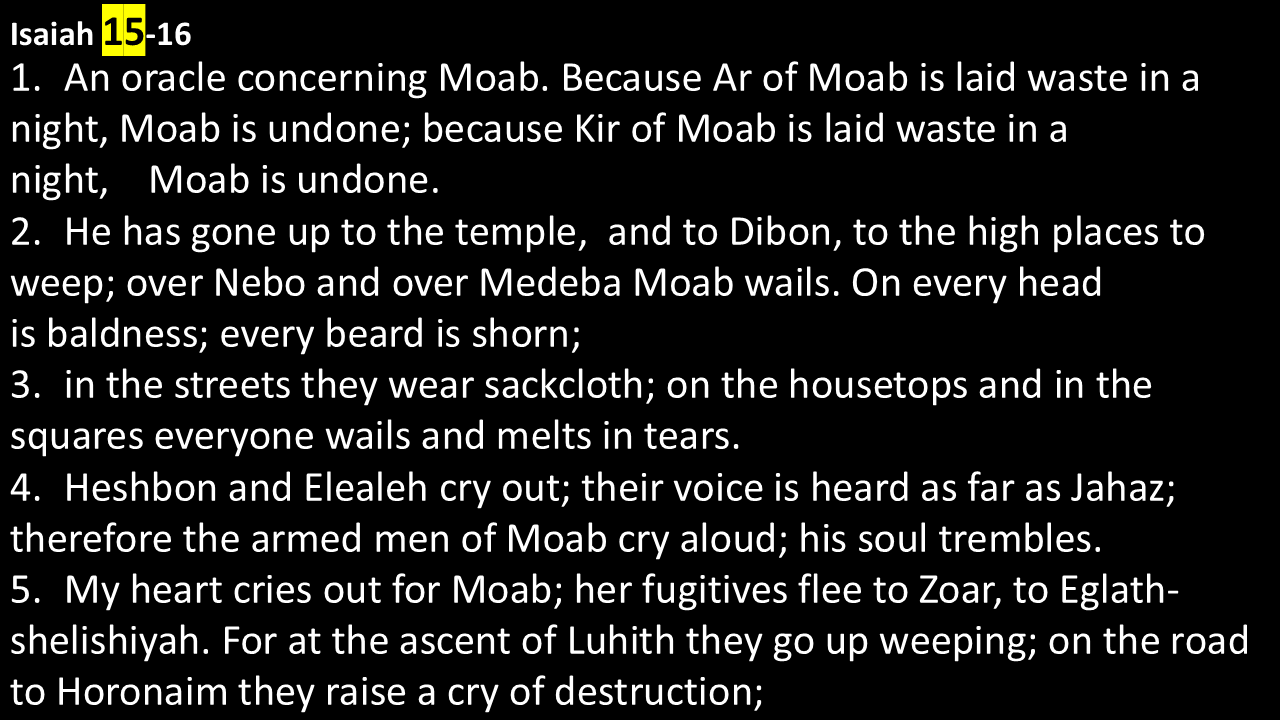 Isaiah 15-16
1. An oracle concerning Moab. Because Ar of Moab is laid waste in a
night, Moab is undone; because Kir of Moab is laid waste in a
night,    Moab is undone.
2. He has gone up to the temple,  and to Dibon, to the high places to
weep; over Nebo and over Medeba Moab wails. On every head
is baldness; every beard is shorn;
3. in the streets they wear sackcloth; on the housetops and in the
squares everyone wails and melts in tears.
4. Heshbon and Elealeh cry out; their voice is heard as far as Jahaz;
therefore the armed men of Moab cry aloud; his soul trembles.
5. My heart cries out for Moab; her fugitives flee to Zoar, to Eglath-
shelishiyah. For at the ascent of Luhith they go up weeping; on the road
to Horonaim they raise a cry of destruction;